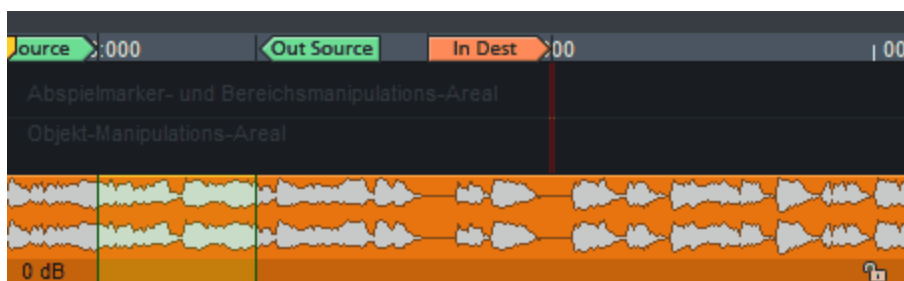 ource :000 Out Source In Dest 00 00
Abspielmarker- und Bereichsmanipulations-Areal
Objekt-Manipulations-Areal
0 dB